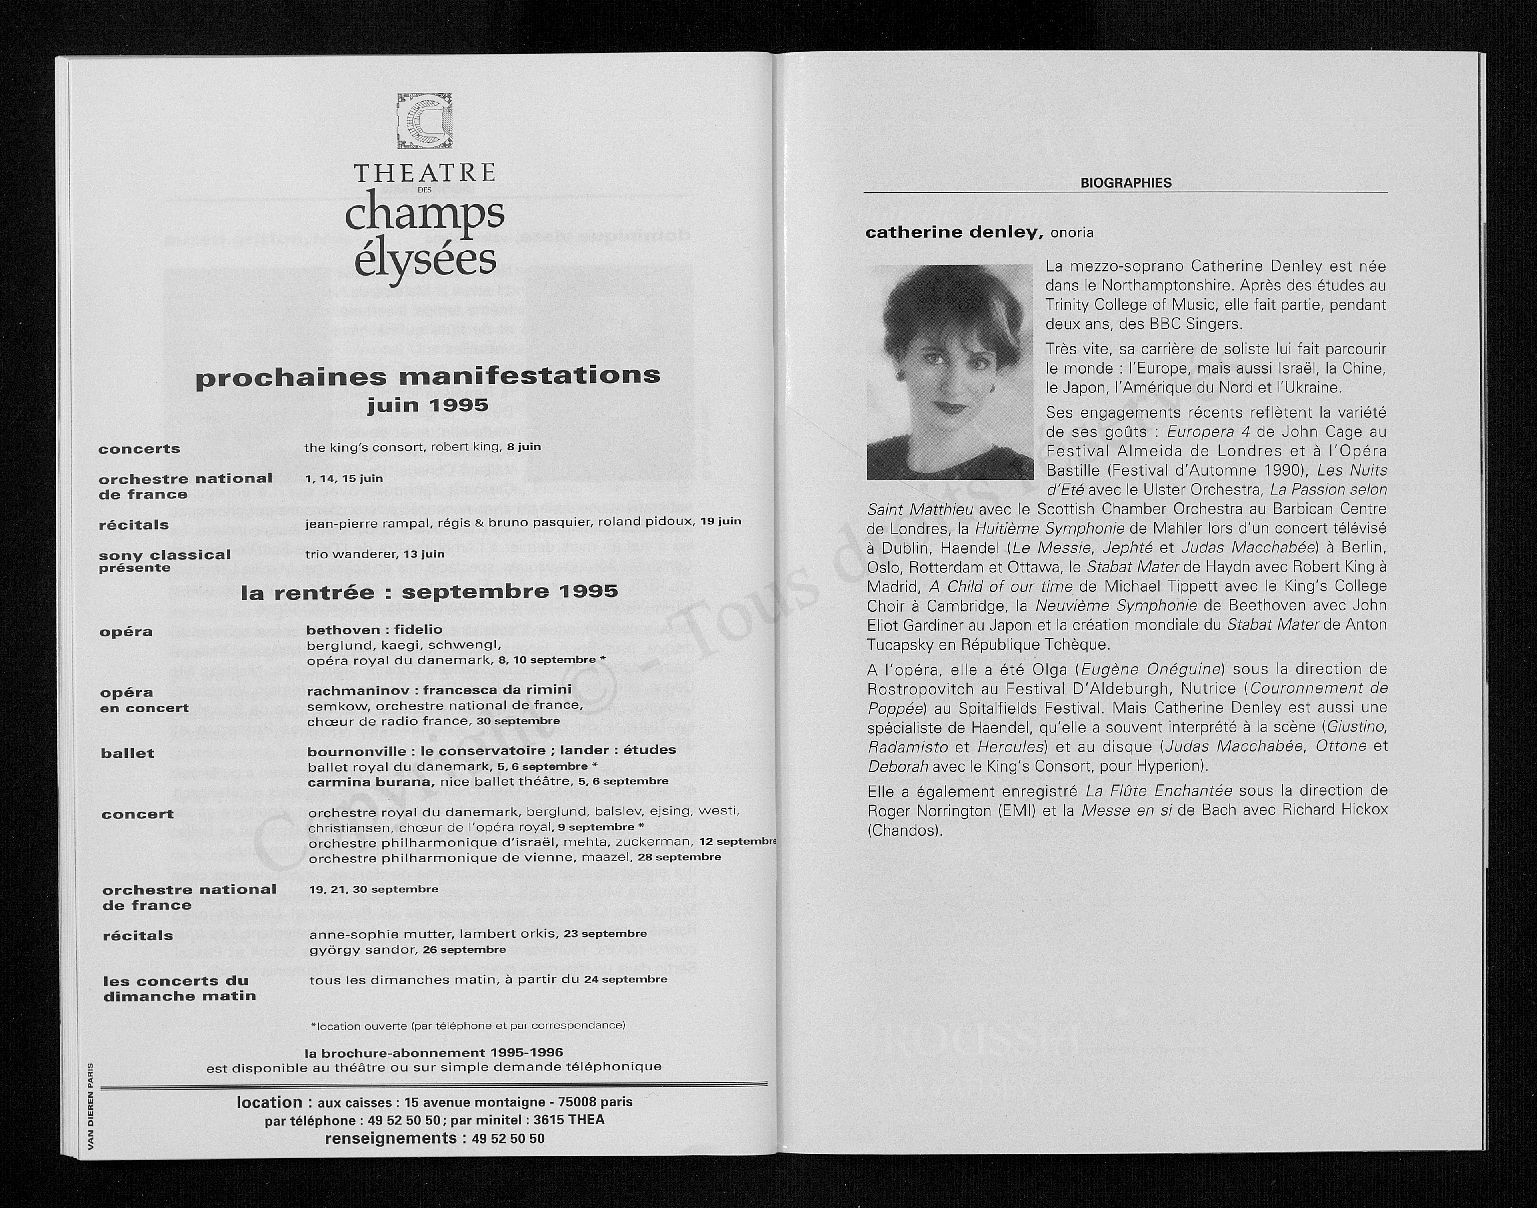 THEATRE
DES
champs
élysées
prochaines manifestations
juin 1995
concerts the king's consort, robert king, 8 juin
orchestre national 1, 14, 15 juin
de france
récitals jean-pierre rampal, régis & bruno pasquier, roland pidoux, 19 juin
sony classical trio wanderer, 13 juin
présente
la rentrée : septembre 1995
opéra bethoven : fidelio
berglund, kaegi, schwengl,
opéra royal du danemark, 8, 10 septembre *
opéra rachmaninov : francesca da rimini
en concert semkow, orchestre national de france,
chœur de radio france, 30 septembre
ballet bournonville : le conservatoire ; lander : études
ballet royal du danemark, 5, 6 septembre *
carmina burana, nice ballet théâtre, 5, 6 septembre
concert orchestre royal du danemark, berglund, balslev, ejsing, westi,
christiansen, chœur de l'opéra royal, 9 septembre *
orchestre philharmonique d'israël, mehta, zuckerman, 12 septembre
orchestre philharmonique de vienne, maazel, 28 septembre
orchestre national 19, 21, 30 septembre
de france
récitals anne-sophie mutter, lambert orkis, 23 septembre
györgy sandor, 26 septembre
les concerts du tous les dimanches matin, à partir du 24 septembre
dimanche matin
*location ouverte (par téléphone et par correspondance)
la brochure-abonnement 1995-1996
est disponible au théâtre ou sur simple demande téléphonique
VAN DIEREN PARIS
location : aux caisses : 15 avenue montaigne - 75008 paris
par téléphone : 49 52 50 50 ; par minitel : 3615 THEA
renseignements : 49 52 50 50
BIOGRAPHIES
catherine denley, onoria
La mezzo-soprano Catherine Denley est née
dans le Northamptonshire. Après des études au
Trinity College of Music, elle fait partie, pendant
deux ans, des BBC Singers.
Très vite, sa carrière de soliste lui fait parcourir
le monde : l'Europe, mais aussi Israël, la Chine,
le Japon, l'Amérique du Nord et l'Ukraine.
Ses engagements récents reflètent la variété
de ses goûts : Europera 4 de John Cage au
Festival Almeida de Londres et à l'Opéra
Bastille (Festival d'Automne 1990), Les Nuits
d'Eté avec le Ulster Orchestra, La Passion selon
Saint Matthieu avec le Scottish Chamber Orchestra au Barbican Centre
de Londres, la Huitième Symphonie de Mahler lors d'un concert télévisé
à Dublin, Haendel (Le Messie, Jephté et Judas Macchabée) à Berlin,
Oslo, Rotterdam et Ottawa, le Stabat Mater de Haydn avec Robert King à
Madrid, A Child of our time de Michael Tippett avec le King's College
Choir à Cambridge, la Neuvième Symphonie de Beethoven avec John
Eliot Gardiner au Japon et la création mondiale du Stabat Mater de Anton
Tucapsky en République Tchèque.
A l'opéra, elle a été Olga (Eugène Onéguine) sous la direction de
Rostropovitch au Festival D'Aldeburgh, Nutrice (Couronnement de
Poppée) au Spitalfields Festival. Mais Catherine Denley est aussi une
spécialiste de Haendel, qu'elle a souvent interprété à la scène (Giustino,
Radamisto et Hercules) et au disque (Judas Macchabée, Ottone et
Deborah avec le King's Consort, pour Hyperion).
Elle a également enregistré La Flûte Enchantée sous la direction de
Roger Norrington (EMI) et la Messe en si de Bach avec Richard Hickox
(Chandos).